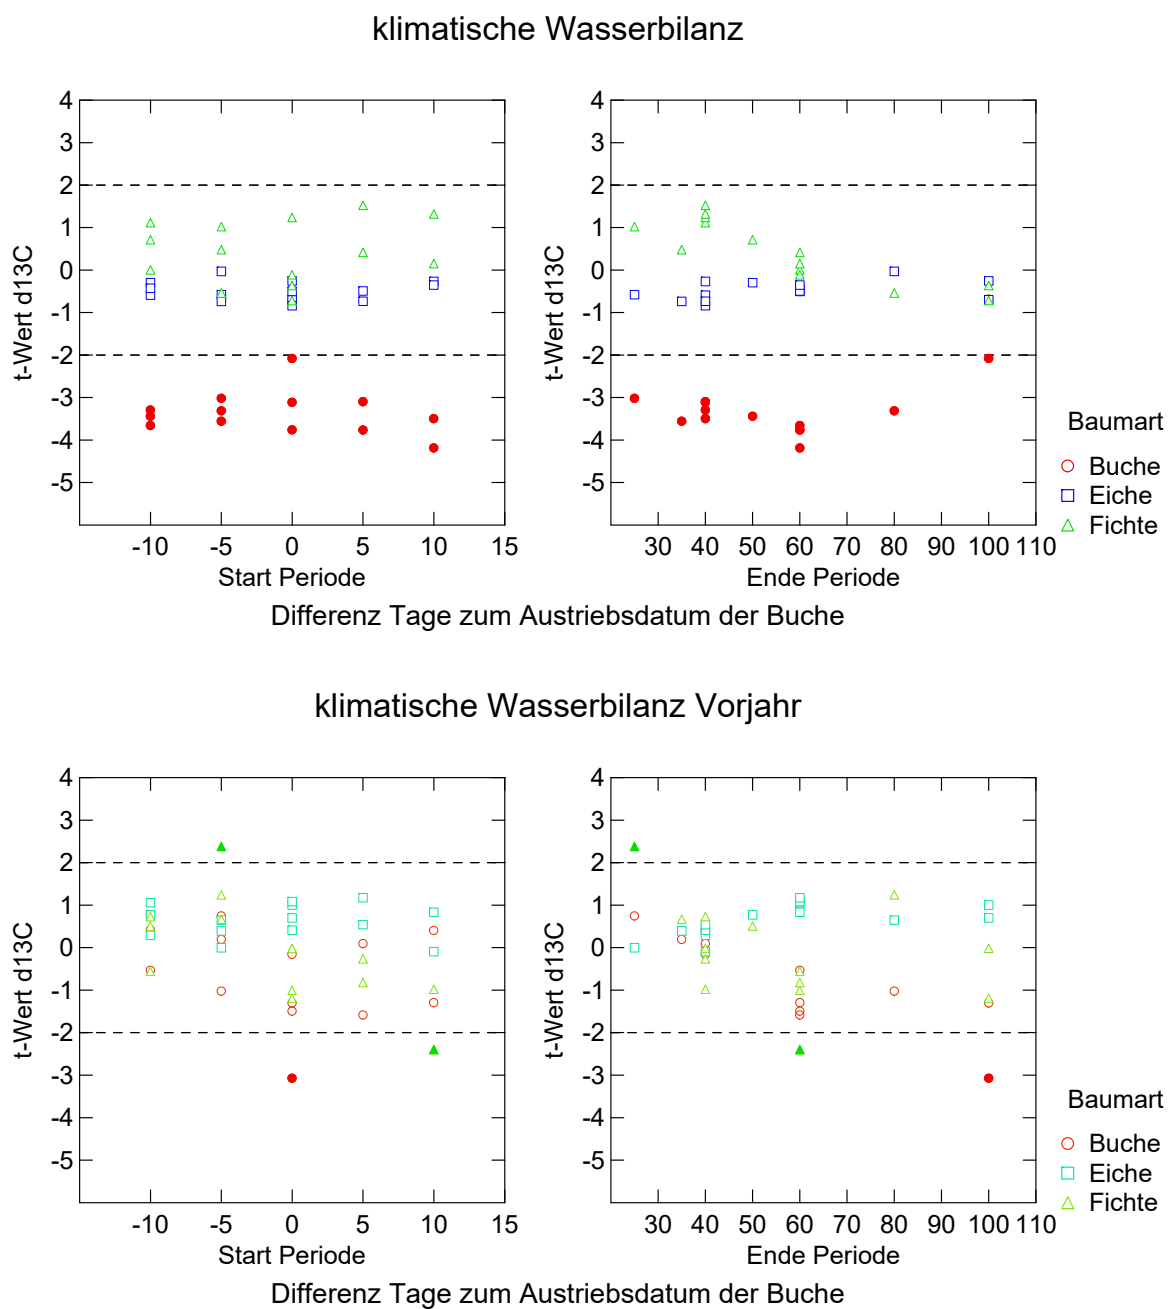 klimatische Wasserbilanz
4
3
2
1
0
-1
-2
-3
-4
-5
t-Wert d13C
-10 -5 0 5 10 15
Start Periode
4
3
2
1
0
-1
-2
-3
-4
-5
t-Wert d13C
30 40 50 60 70 80 90 100 110
Ende Periode
Differenz Tage zum Austriebsdatum der Buche
Baumart
Buche
Eiche
Fichte
klimatische Wasserbilanz Vorjahr
4
3
2
1
0
-1
-2
-3
-4
-5
t-Wert d13C
-10 -5 0 5 10 15
Start Periode
4
3
2
1
0
-1
-2
-3
-4
-5
t-Wert d13C
30 40 50 60 70 80 90 100 110
Ende Periode
Differenz Tage zum Austriebsdatum der Buche
Baumart
Buche
Eiche
Fichte